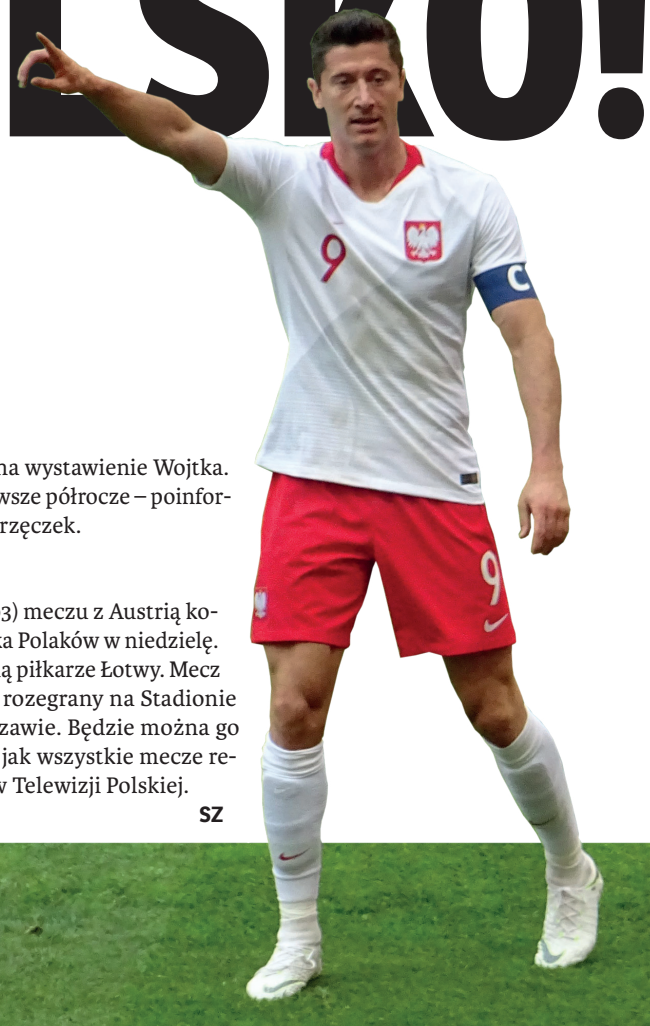 LSKO!
9
C
na wystawienie Wojtka.
wsze półrocze – poinfor-
rzęczek.
3) meczu z Austrią ko-
ka Polaków w niedzielę.
ą piłkarze Łotwy. Mecz
rozegrany na Stadionie
zawie. Będzie można go
jak wszystkie mecze re-
w Telewizji Polskiej.
SZ
9